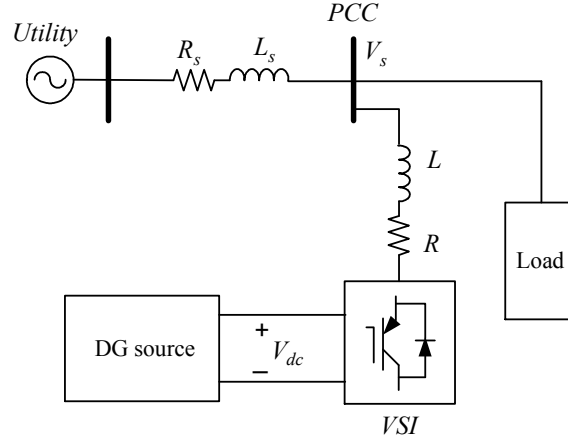 Utility
R_s
L_s
PCC
V_s
L
R
Load
DG source
+
V_dc
−
VSI